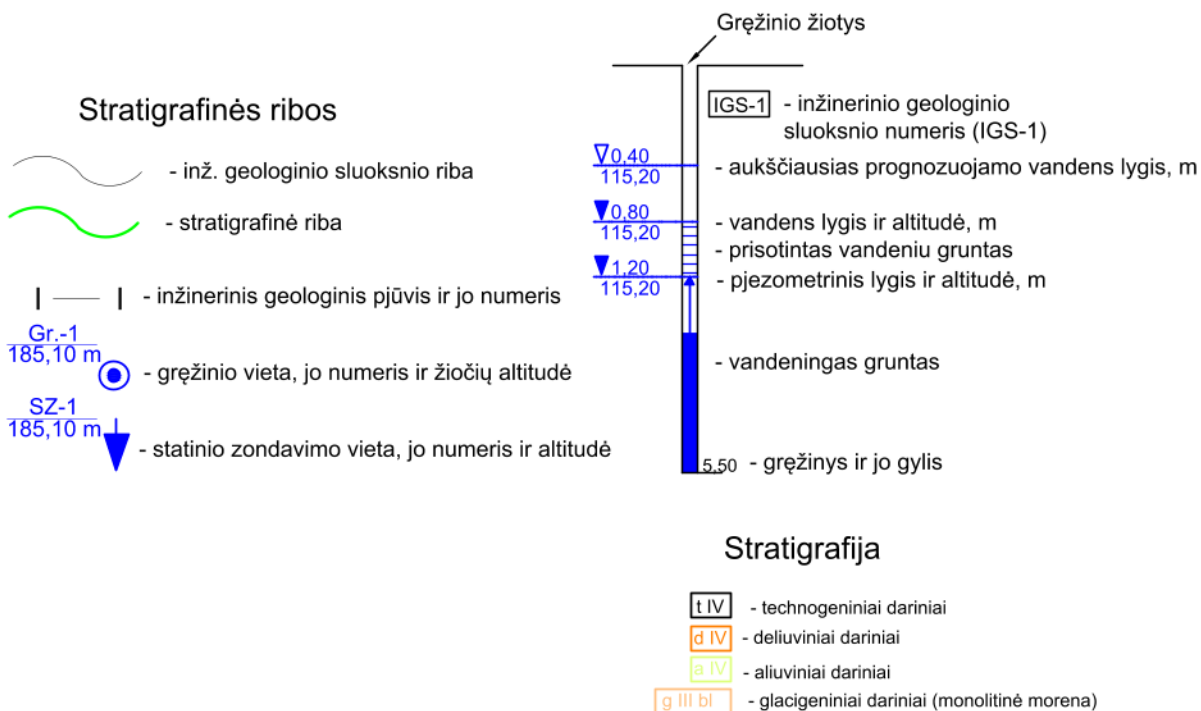 Gręžinio žiotys
Stratigrafinės ribos
- inž. geologinio sluoksnio riba
- stratigrafinė riba
- inžinerinis geologinis pjūvis ir jo numeris
Gr.-1
185,10 m
- gręžinio vieta, jo numeris ir žiočių altitudė
SZ-1
185,10 m
- statinio zondavimo vieta, jo numeris ir altitudė
IGS-1 - inžinerinio geologinio
sluoksnio numeris (IGS-1)
0,40
115,20
- aukščiausias prognozuojamo vandens lygis, m
0,80
115,20
- vandens lygis ir altitudė, m
- prisotintas vandeniu gruntas
1,20
115,20
- pjezometrinis lygis ir altitudė, m
- vandeningas gruntas
5,50 - gręžinys ir jo gylis
Stratigrafija
t IV - technogeniniai dariniai
d IV - deliuviniai dariniai
a IV - aliuviniai dariniai
g III bl - glacigeniniai dariniai (monolitinė morena)